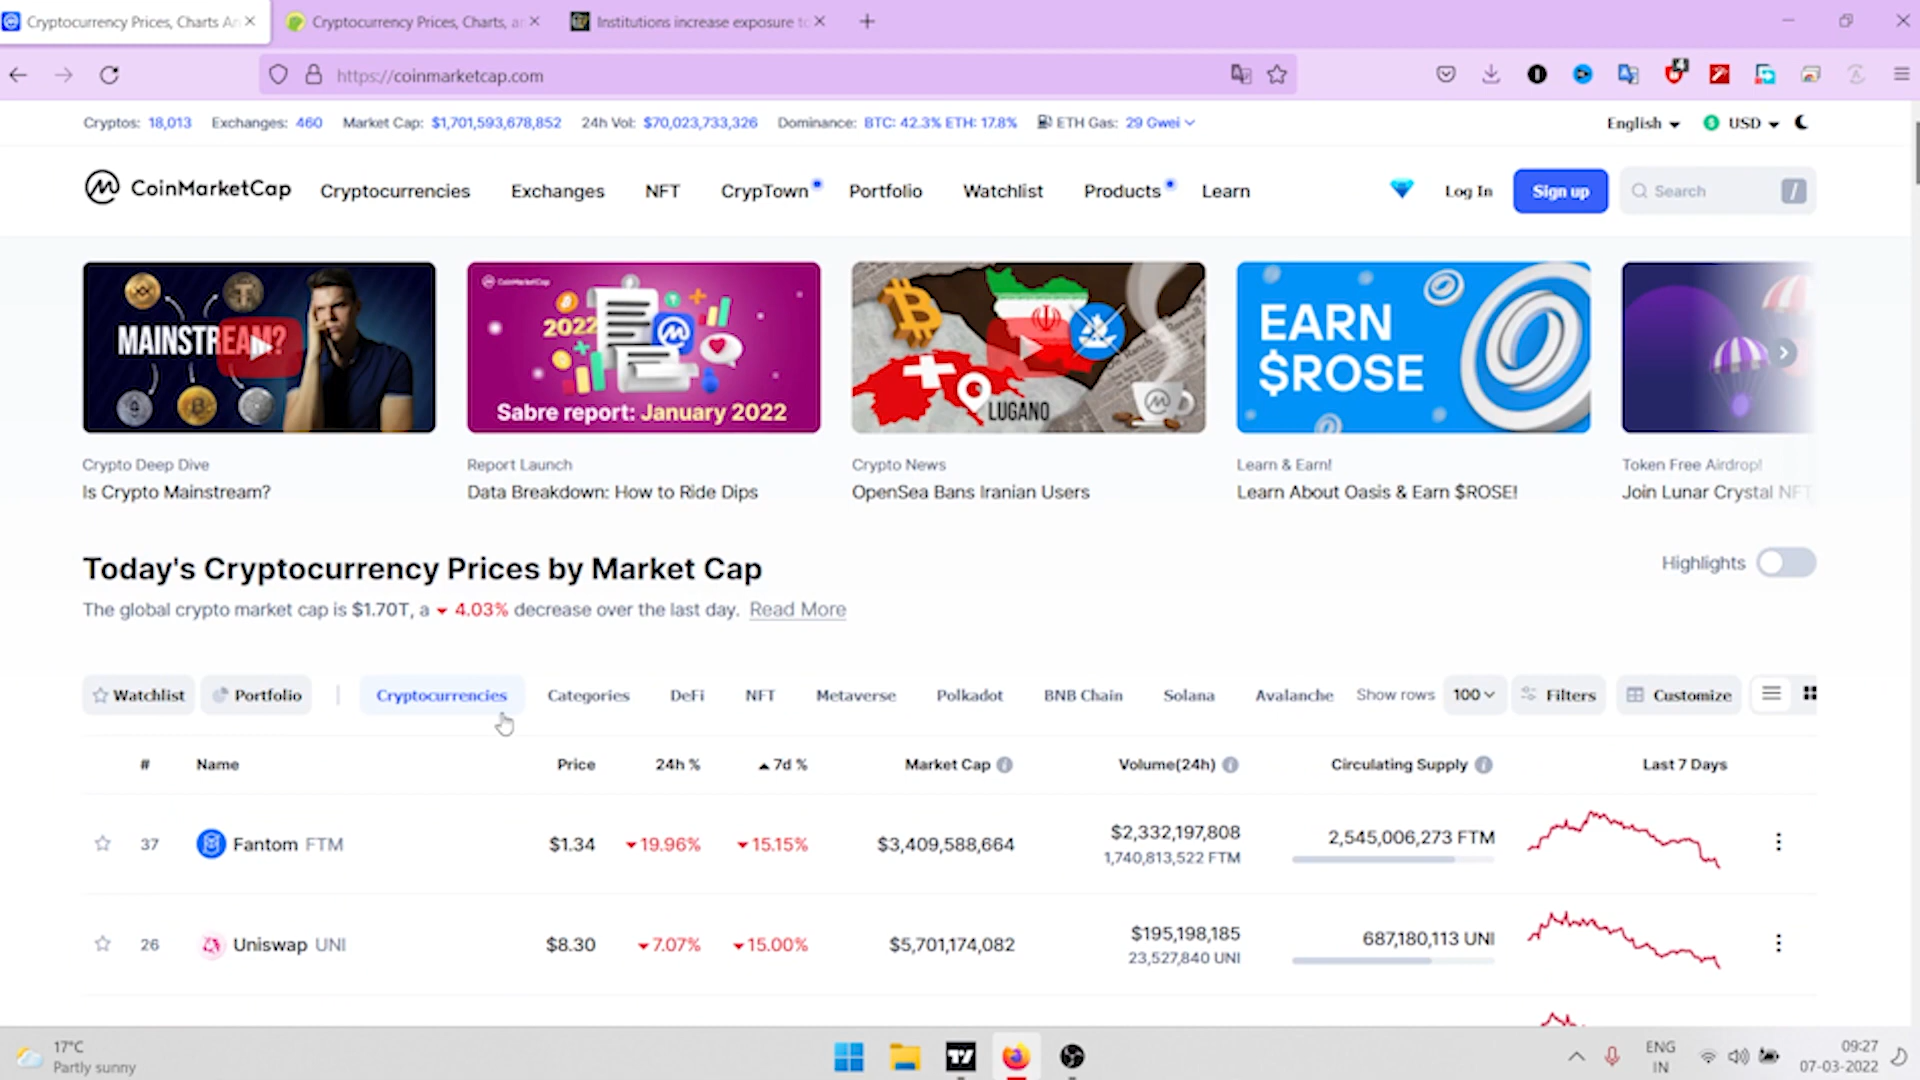 Cryptocurrency Prices, Charts An
Cryptocurrency Prices, Charts, a
Institutions increase exposure to
https://coinmarketcap.com
Cryptos: 18,013 Exchanges: 460 Market Cap: $1,701,593,678,852 24h Vol: $70,023,733,326 Dominance: BTC: 42.3% ETH: 17.8% ETH Gas: 29 Gwei
English S USD
CoinMarketCap Cryptocurrencies Exchanges NFT CrypTown Portfolio Watchlist Products Learn Log In Sign up Search /
MAINSTREAM?
CoinMarketCap
2022
Sabre report: January 2022
LUGANO
EARN
$ROSE
Crypto Deep Dive
Is Crypto Mainstream?
Report Launch
Data Breakdown: How to Ride Dips
Crypto News
OpenSea Bans Iranian Users
Learn & Earn!
Learn About Oasis & Earn $ROSE!
Token Free Airdrop!
Join Lunar Crystal NFT
Today's Cryptocurrency Prices by Market Cap
Highlights
The global crypto market cap is $1.70T, a 4.03% decrease over the last day. Read More
Watchlist Portfolio Cryptocurrencies Categories DeFi NFT Metaverse Polkadot BNB Chain Solana Avalanche Show rows 100 Filters Customize
# Name Price 24h % 7d % Market Cap Volume(24h) Circulating Supply Last 7 Days
37 Fantom FTM $1.34 19.96% 15.15% $3,409,588,664 $2,332,197,808 2,545,006,273 FTM
1,740,813,522 FTM
26 Uniswap UNI $8.30 7.07% 15.00% $5,701,174,082 $195,198,185 687,180,113 UNI
23,527,840 UNI
17°C
Partly sunny
ENG
IN
09:27
07-03-2022